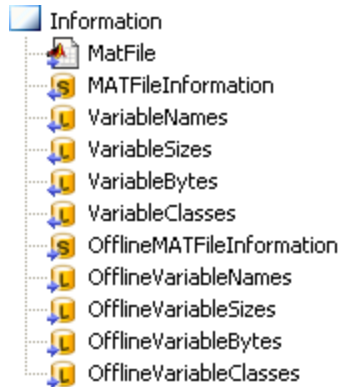 Information
MatFile
MATFileInformation
VariableNames
VariableSizes
VariableBytes
VariableClasses
OfflineMATFileInformation
OfflineVariableNames
OfflineVariableSizes
OfflineVariableBytes
OfflineVariableClasses